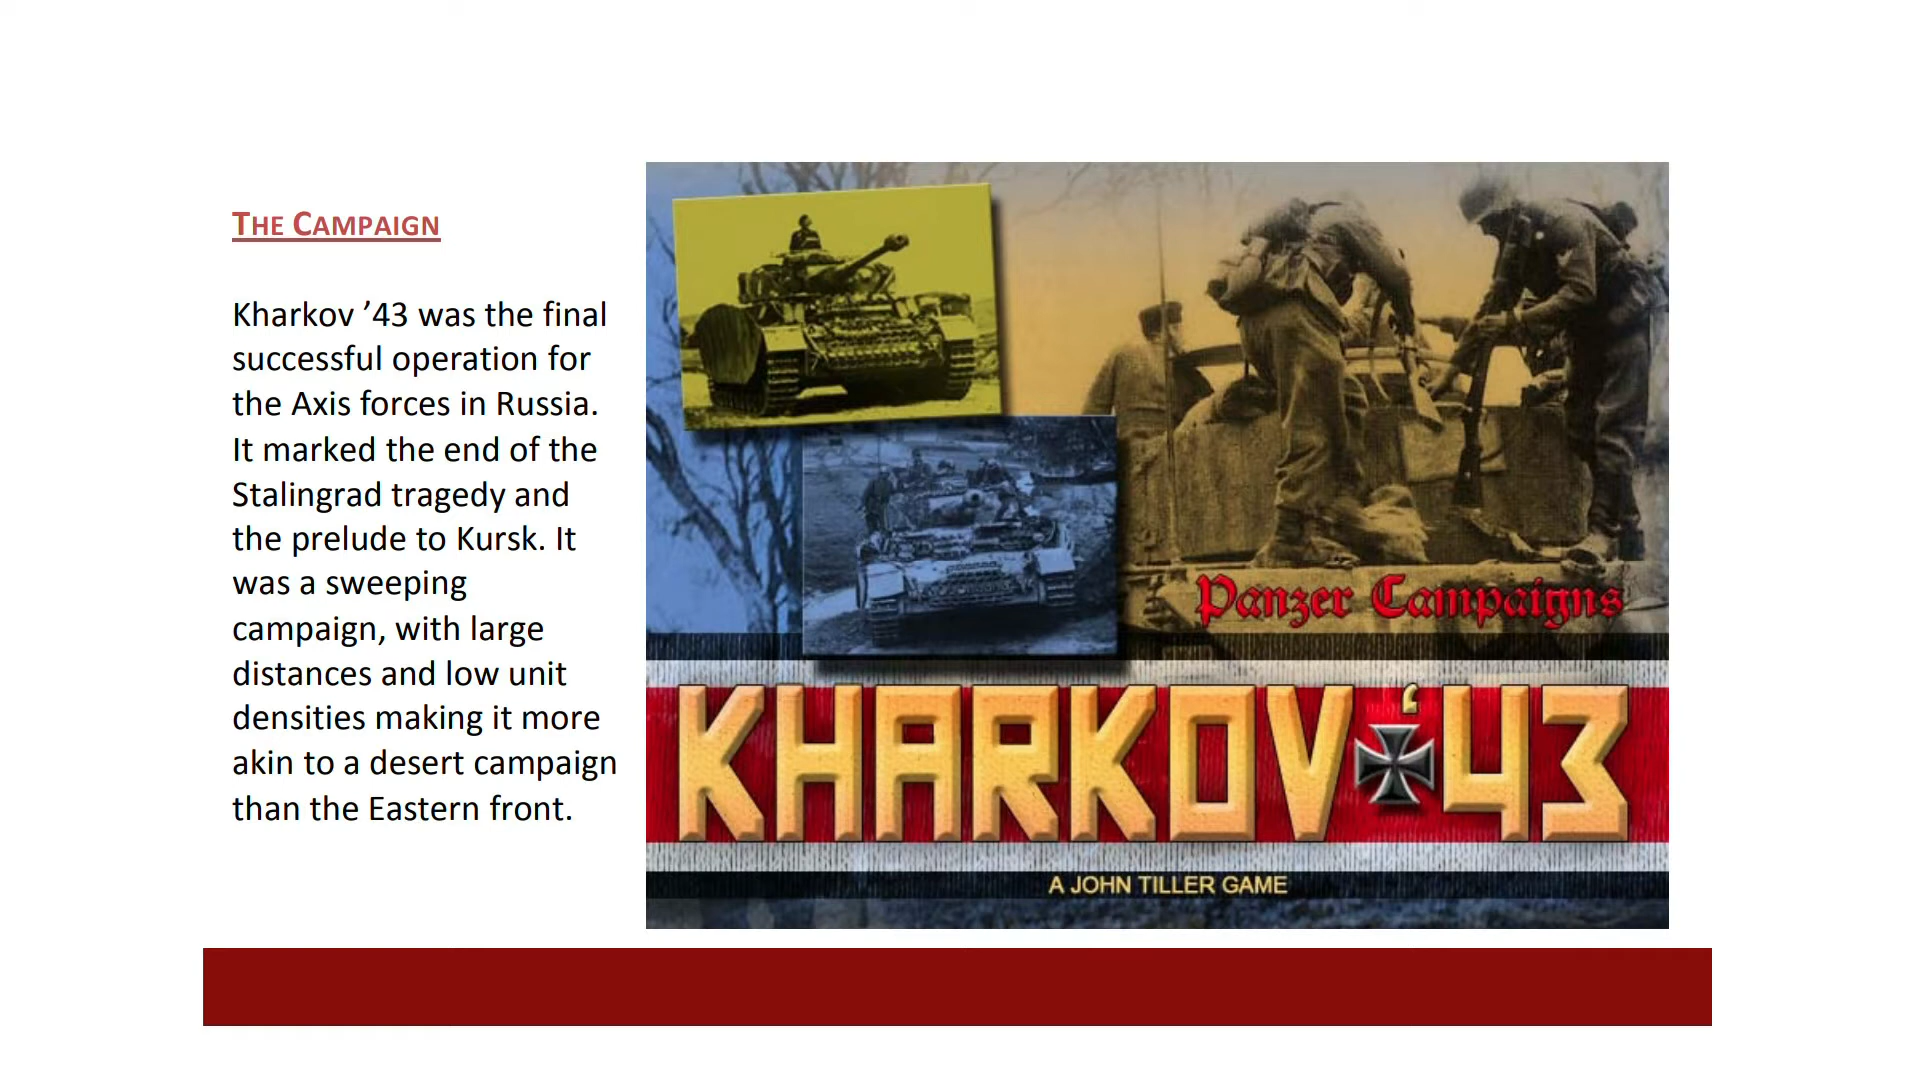 THE CAMPAIGN
Kharkov ’43 was the final
successful operation for
the Axis forces in Russia.
It marked the end of the
Stalingrad tragedy and
the prelude to Kursk. It
was a sweeping
campaign, with large
distances and low unit
densities making it more
akin to a desert campaign
than the Eastern front.
Panzer Campaigns
KHARKOV ‘43
A JOHN TILLER GAME